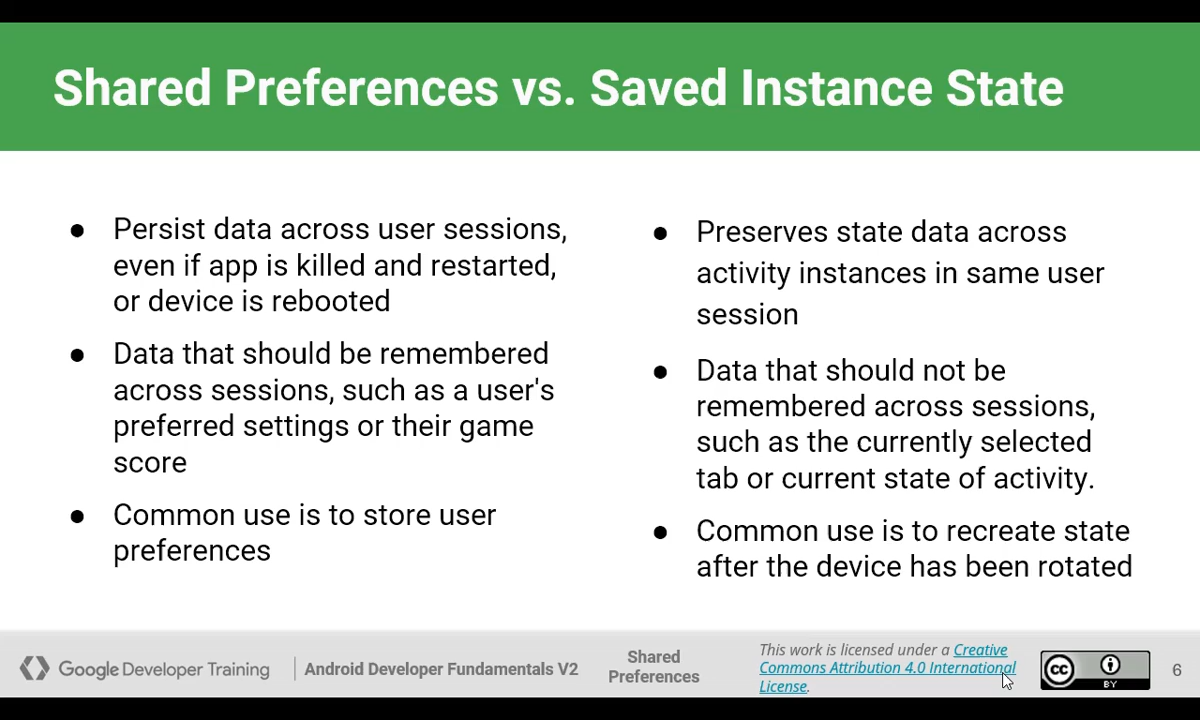 Shared Preferences vs. Saved Instance State
● Persist data across user sessions,
even if app is killed and restarted,
or device is rebooted
● Data that should be remembered
across sessions, such as a user's
preferred settings or their game
score
● Common use is to store user
preferences
● Preserves state data across
activity instances in same user
session
● Data that should not be
remembered across sessions,
such as the currently selected
tab or current state of activity.
● Common use is to recreate state
after the device has been rotated
Google Developer Training
Android Developer Fundamentals V2
Shared
Preferences
This work is licensed under a Creative
Commons Attribution 4.0 International
License.
cc
BY
6